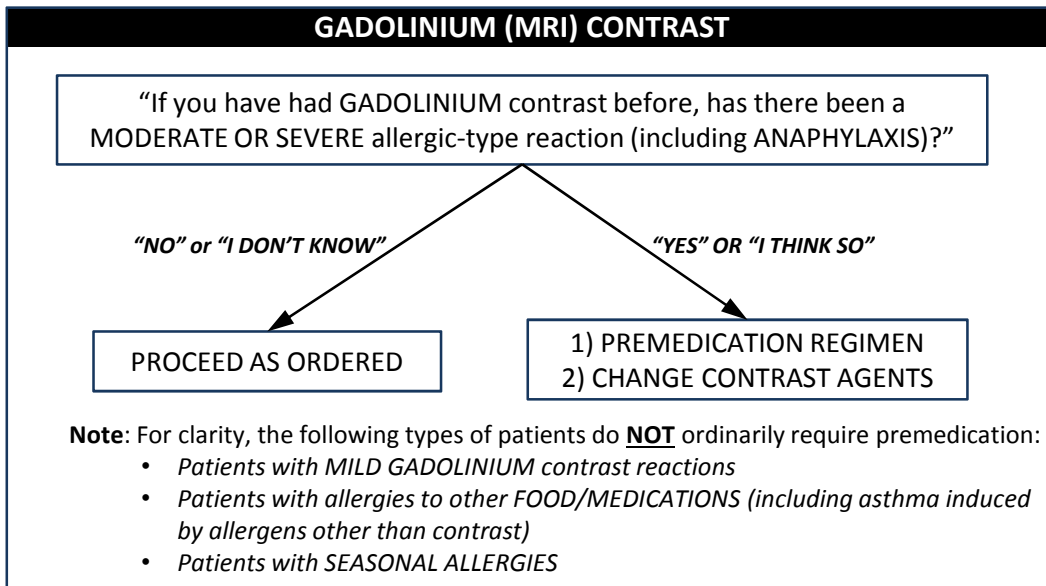 GADOLINIUM (MRI) CONTRAST
“If you have had GADOLINIUM contrast before, has there been a
MODERATE OR SEVERE allergic-type reaction (including ANAPHYLAXIS)?”
“NO” or “I DON’T KNOW”
“YES” OR “I THINK SO”
PROCEED AS ORDERED
1) PREMEDICATION REGIMEN
2) CHANGE CONTRAST AGENTS
Note: For clarity, the following types of patients do NOT ordinarily require premedication:
• Patients with MILD GADOLINIUM contrast reactions
• Patients with allergies to other FOOD/MEDICATIONS (including asthma induced
by allergens other than contrast)
• Patients with SEASONAL ALLERGIES